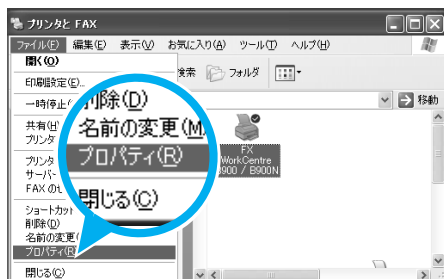 プリンタと FAX
ファイル(F) 編集(E) 表示(V) お気に入り(A) ツール(T) ヘルプ(H)
開く(O)
印刷設定(E)...
検索 フォルダ
一時停止
移動
共有(H)
プリンタ
プリンタ
サーバー
FAX の
ショートカット
削除(D)
名前の変更
プロパティ(R)
閉じる(C)
削除(D)
名前の変更(M
プロパティ(R)
閉じる(C)
FX
WorkCentre
B900 / B900N